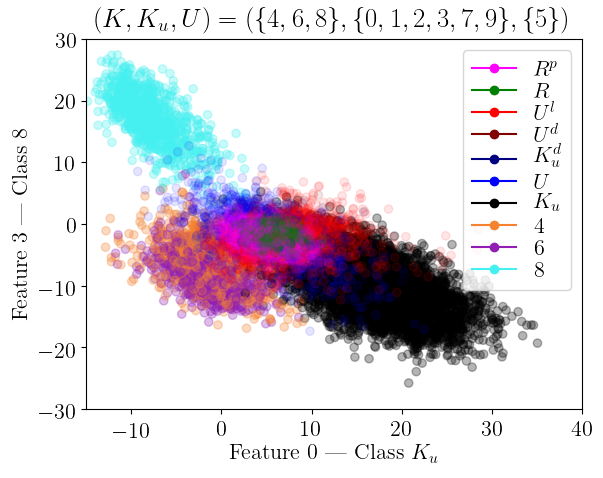 (K, K_u, U) = ({4, 6, 8}, {0, 1, 2, 3, 7, 9}, {5})
30
20
10
0
−10
−20
−30
Feature 3 — Class 8
R^p
R
U^l
U^d
K_u^d
U
K_u
4
6
8
−10
0
10
20
30
40
Feature 0 — Class K_u